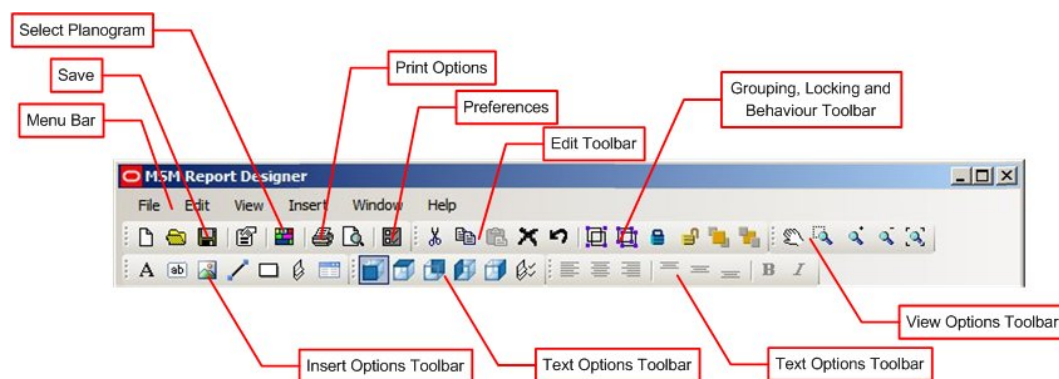 Select Planogram
Save
Menu Bar
Print Options
Preferences
Edit Toolbar
Grouping, Locking and
Behaviour Toolbar
MSM Report Designer
File Edit View Insert Window Help
A ab B I
View Options Toolbar
Insert Options Toolbar
Text Options Toolbar
Text Options Toolbar